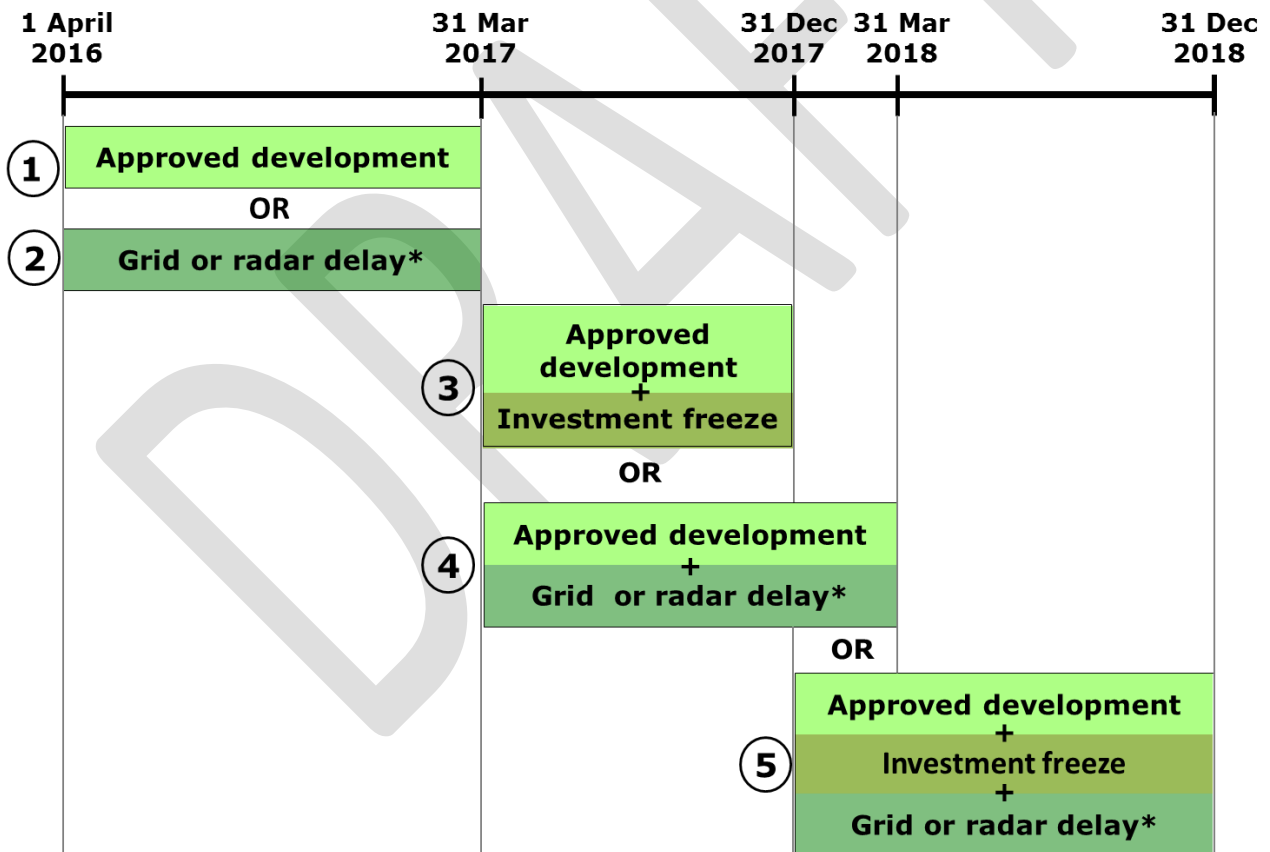 1 April 31 Mar 31 Dec 31 Mar 31 Dec
2016 2017 2017 2018 2018
1 Approved development
OR
2 Grid or radar delay*
Approved
development
+
3 Investment freeze
OR
Approved development
4 +
Grid or radar delay*
OR
Approved development
+
5 Investment freeze
+
Grid or radar delay*
DRAFT